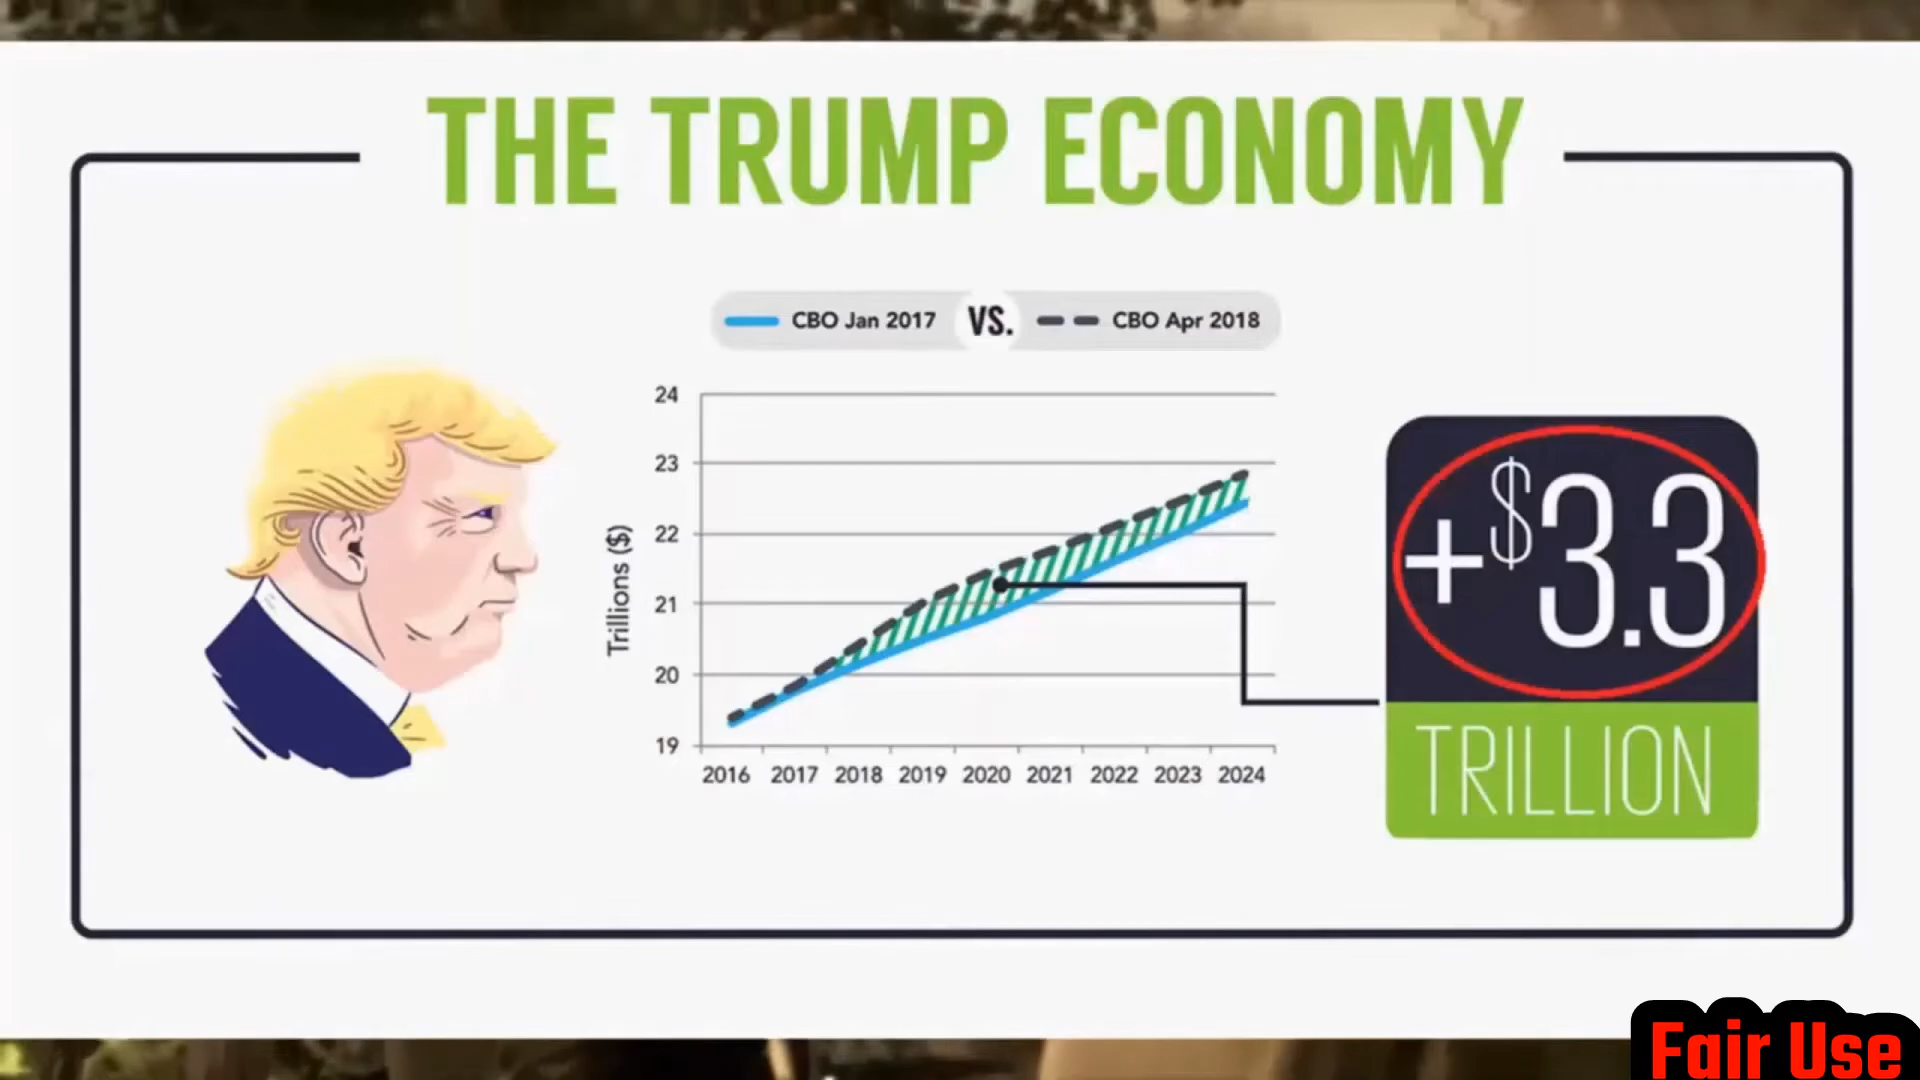 THE TRUMP ECONOMY
CBO Jan 2017 VS. CBO Apr 2018
24
23
22
21
20
19
Trillions ($)
2016 2017 2018 2019 2020 2021 2022 2023 2024
+$3.3
TRILLION
Fair Use